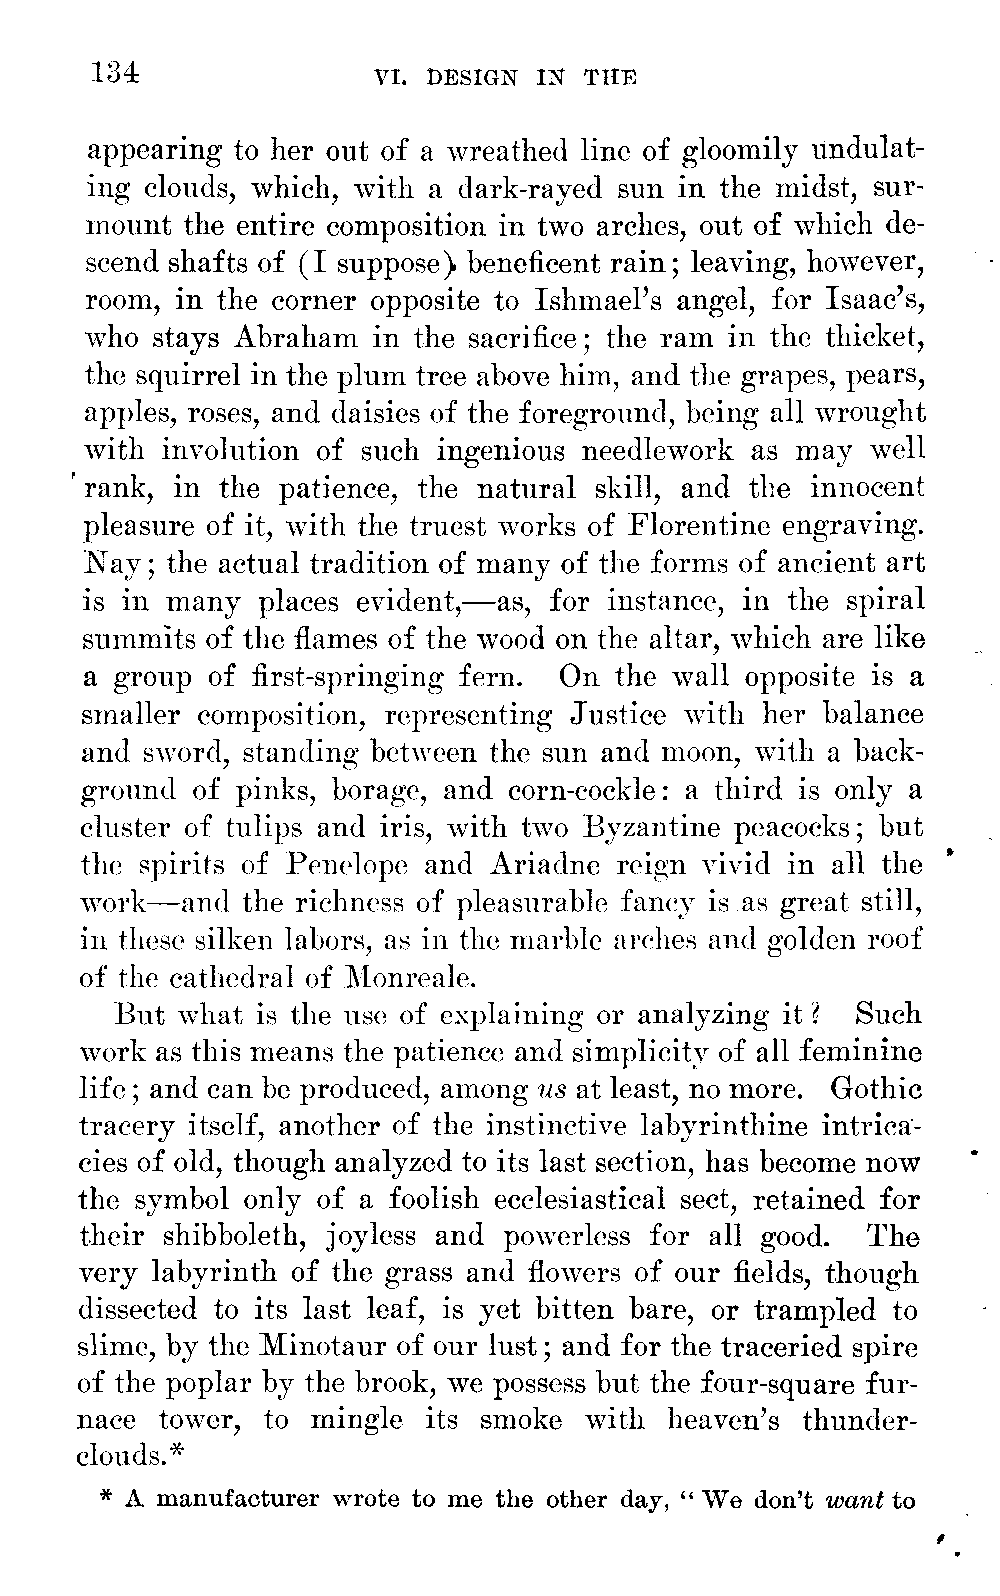 134 VI. DESIGN IN THE
appearing to her out of a wreathed line of gloomily undulat-
ing clouds, which, with a dark-rayed sun in the midst, sur-
mount the entire composition in two arches, out of which de-
scend shafts of (I suppose) beneficent rain; leaving, however,
room, in the corner opposite to Ishmael's angel, for Isaac's,
who stays Abraham in the sacrifice; the ram in the thicket,
the squirrel in the plum tree above him, and the grapes, pears,
apples, roses, and daisies of the foreground, being all wrought
with involution of such ingenious needlework as may well
rank, in the patience, the natural skill, and the innocent
pleasure of it, with the truest works of Florentine engraving.
Nay; the actual tradition of many of the forms of ancient art
is in many places evident,—as, for instance, in the spiral
summits of the flames of the wood on the altar, which are like
a group of first-springing fern. On the wall opposite is a
smaller composition, representing Justice with her balance
and sword, standing between the sun and moon, with a back-
ground of pinks, borage, and corn-cockle: a third is only a
cluster of tulips and iris, with two Byzantine peacocks; but
the spirits of Penelope and Ariadne reign vivid in all the
work—and the richness of pleasurable fancy is as great still,
in these silken labors, as in the marble arches and golden roof
of the cathedral of Monreale.
But what is the use of explaining or analyzing it? Such
work as this means the patience and simplicity of all feminine
life; and can be produced, among us at least, no more. Gothic
tracery itself, another of the instinctive labyrinthine intrica-
cies of old, though analyzed to its last section, has become now
the symbol only of a foolish ecclesiastical sect, retained for
their shibboleth, joyless and powerless for all good. The
very labyrinth of the grass and flowers of our fields, though
dissected to its last leaf, is yet bitten bare, or trampled to
slime, by the Minotaur of our lust; and for the traceried spire
of the poplar by the brook, we possess but the four-square fur-
nace tower, to mingle its smoke with heaven's thunder-
clouds.*
* A manufacturer wrote to me the other day, "We don't want to